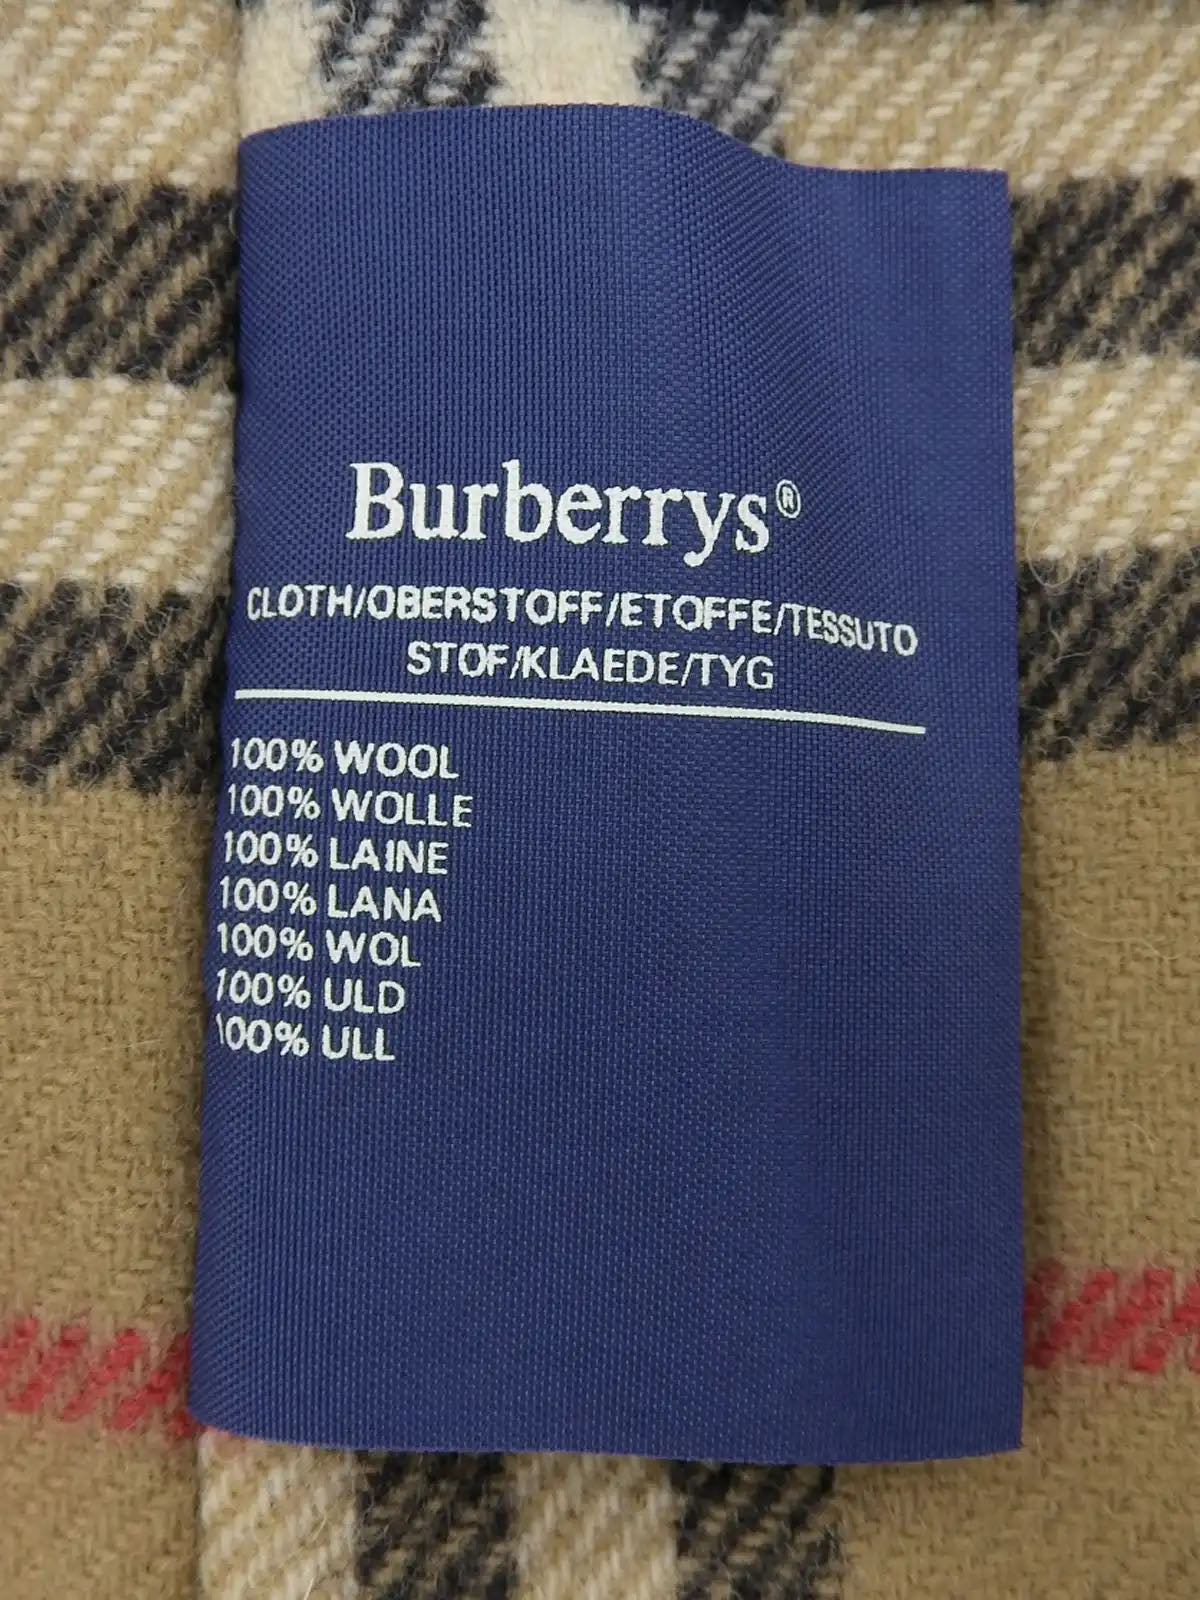 Burberrys®
CLOTH/OBERSTOFF/ETOFFE/TESSUTO
STOF/KLAEDE/TYG
100% WOOL
100% WOLLE
100% LAINE
100% LANA
100% WOL
100% ULD
100% ULL